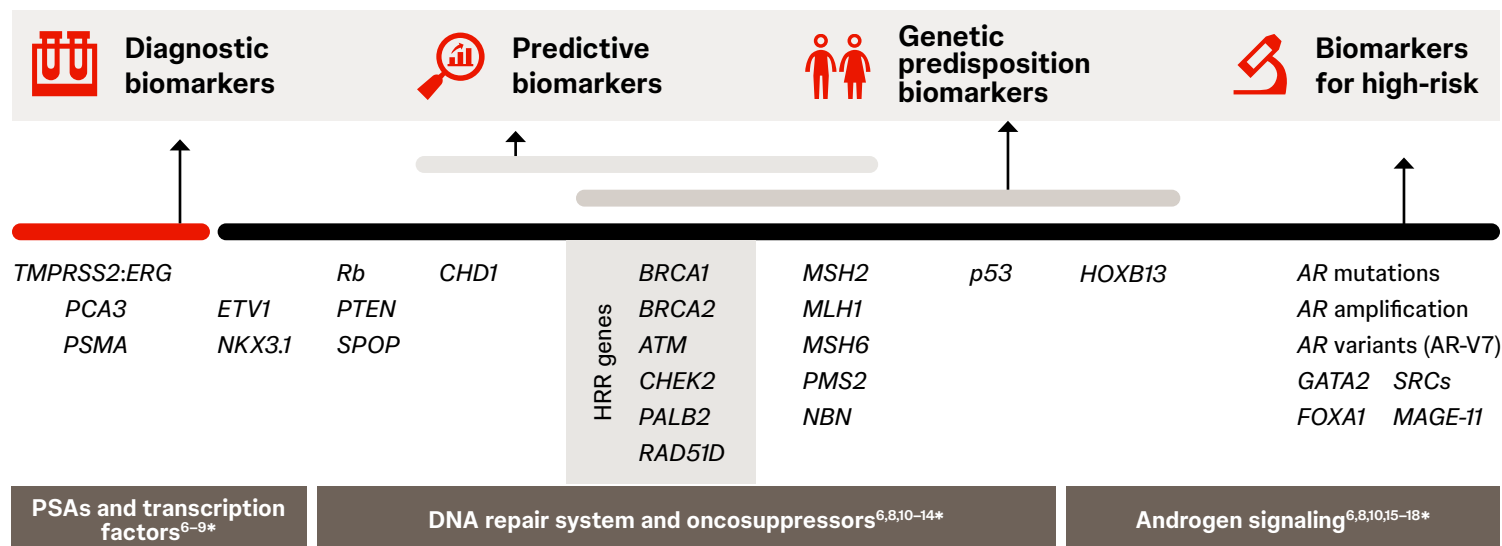 Diagnostic
biomarkers
Predictive
biomarkers
Genetic
predisposition
biomarkers
Biomarkers
for high-risk
TMPRSS2:ERG
PCA3
PSMA
ETV1
NKX3.1
Rb
PTEN
SPOP
CHD1
HRR genes
BRCA1
BRCA2
ATM
CHEK2
PALB2
RAD51D
MSH2
MLH1
MSH6
PMS2
NBN
p53
HOXB13
AR mutations
AR amplification
AR variants (AR-V7)
GATA2 SRCs
FOXA1 MAGE-11
PSAs and transcription
factors6–9*
DNA repair system and oncosuppressors6,8,10–14*
Androgen signaling6,8,10,15–18*